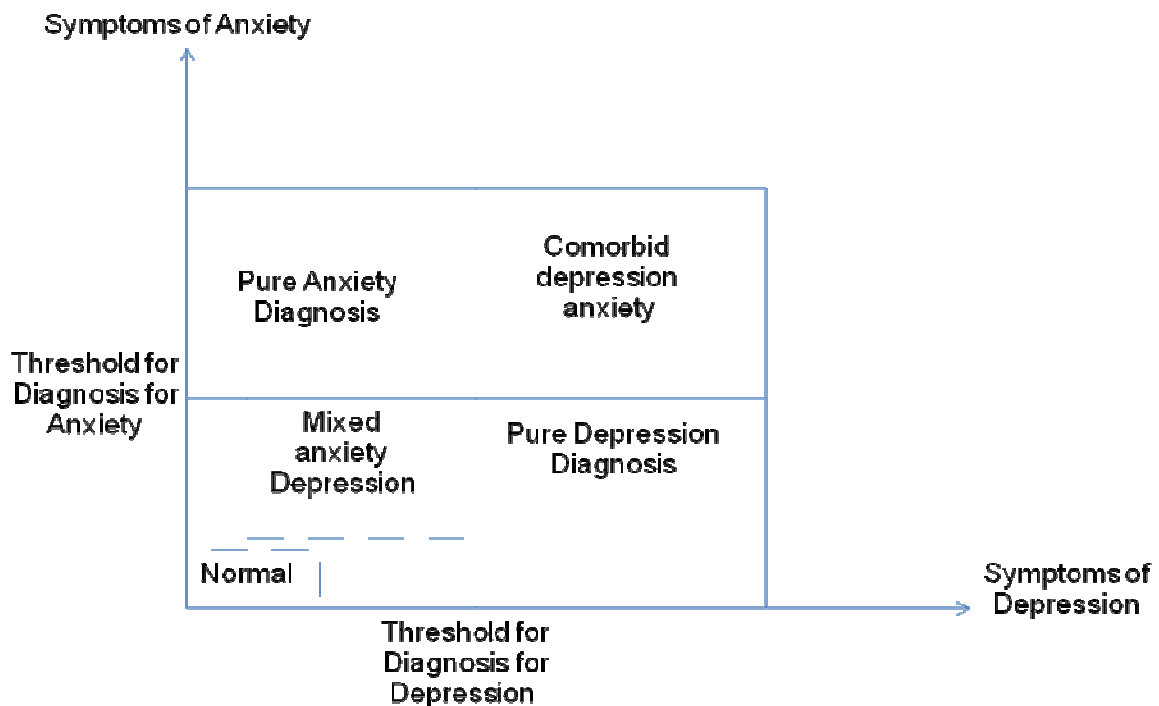 Symptoms of Anxiety
Comorbid
depression
anxiety
Pure Anxiety
Diagnosis
Threshold for
Diagnosis for
Anxiety
Mixed
anxiety
Depression
Pure Depression
Diagnosis
Normal
Symptoms of
Depression
Threshold for
Diagnosis for
Depression